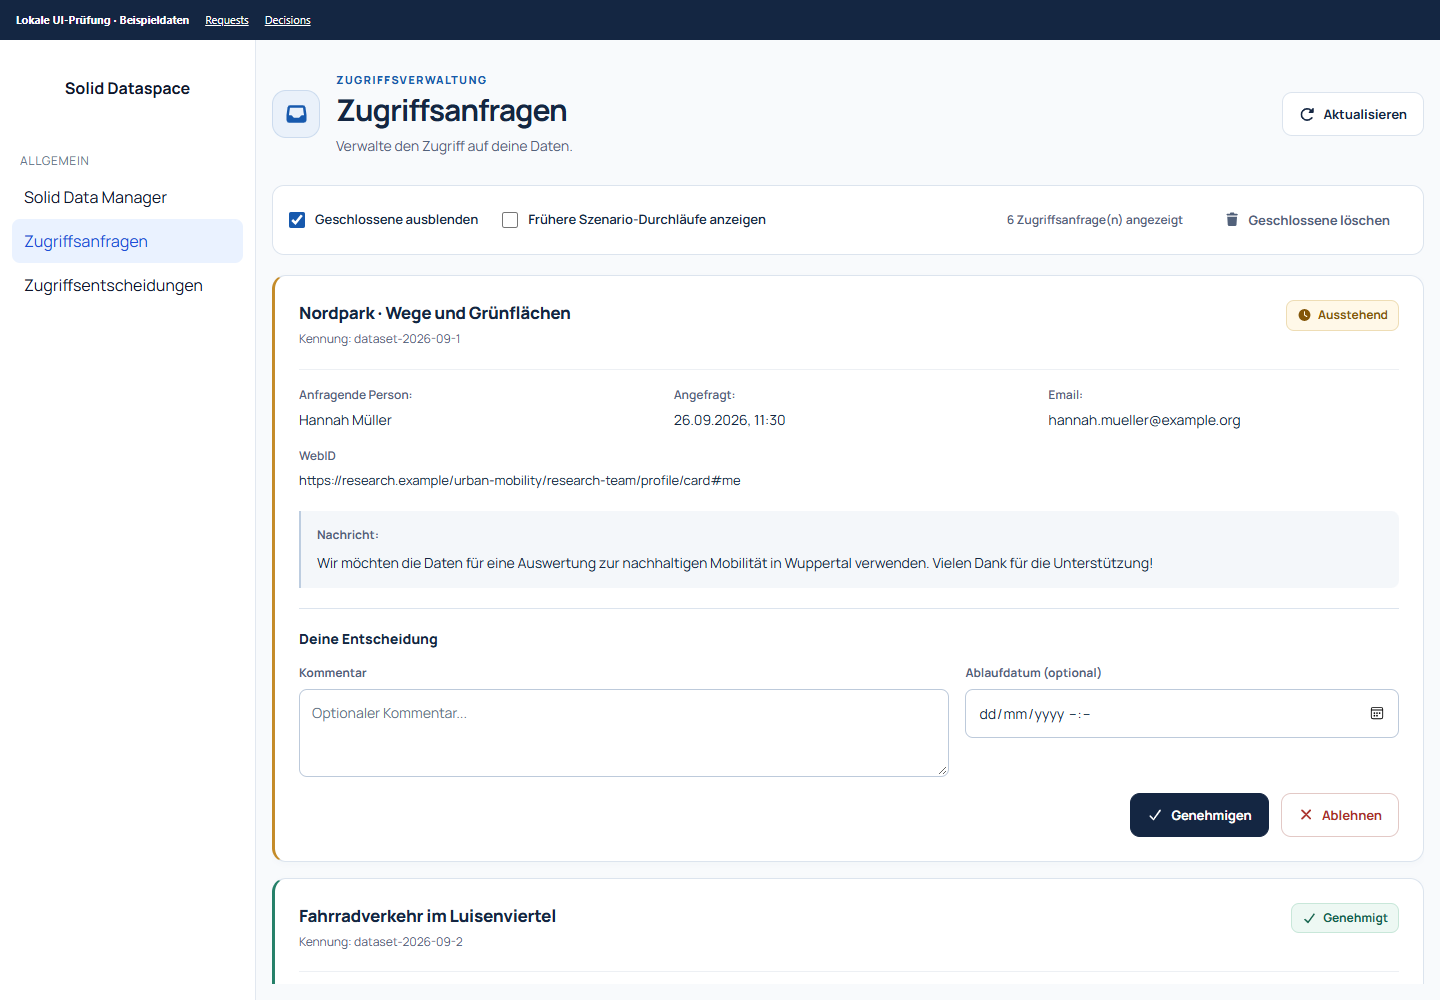 Lokale UI-Prüfung · Beispieldaten Requests Decisions
Solid Dataspace
ALLGEMEIN
Solid Data Manager
Zugriffsanfragen
Zugriffsentscheidungen
ZUGRIFFSVERWALTUNG
Zugriffsanfragen
Verwalte den Zugriff auf deine Daten.
Aktualisieren
Geschlossene ausblenden Frühere Szenario-Durchläufe anzeigen 6 Zugriffsanfrage(n) angezeigt Geschlossene löschen
Nordpark · Wege und Grünflächen
Ausstehend
Kennung: dataset-2026-09-1
Anfragende Person: Angefragt: Email:
Hannah Müller 26.09.2026, 11:30 hannah.mueller@example.org
WebID
https://research.example/urban-mobility/research-team/profile/card#me
Nachricht:
Wir möchten die Daten für eine Auswertung zur nachhaltigen Mobilität in Wuppertal verwenden. Vielen Dank für die Unterstützung!
Deine Entscheidung
Kommentar Ablaufdatum (optional)
Optionaler Kommentar... dd/mm/yyyy --:--
Genehmigen Ablehnen
Fahrradverkehr im Luisenviertel
Genehmigt
Kennung: dataset-2026-09-2